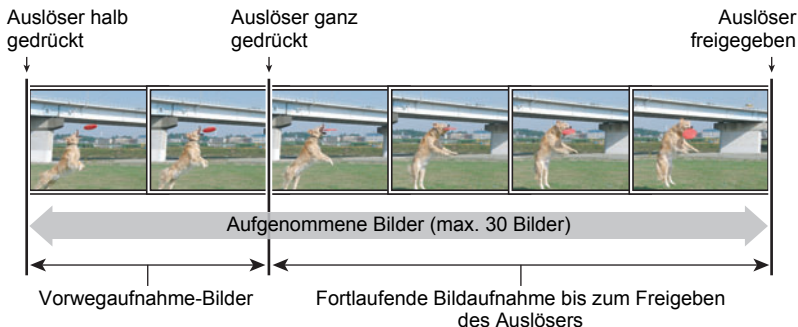 Auslöser halb
gedrückt
Auslöser ganz
gedrückt
Auslöser
freigegeben
Aufgenommene Bilder (max. 30 Bilder)
Vorwegaufnahme-Bilder
Fortlaufende Bildaufnahme bis zum Freigeben
des Auslösers